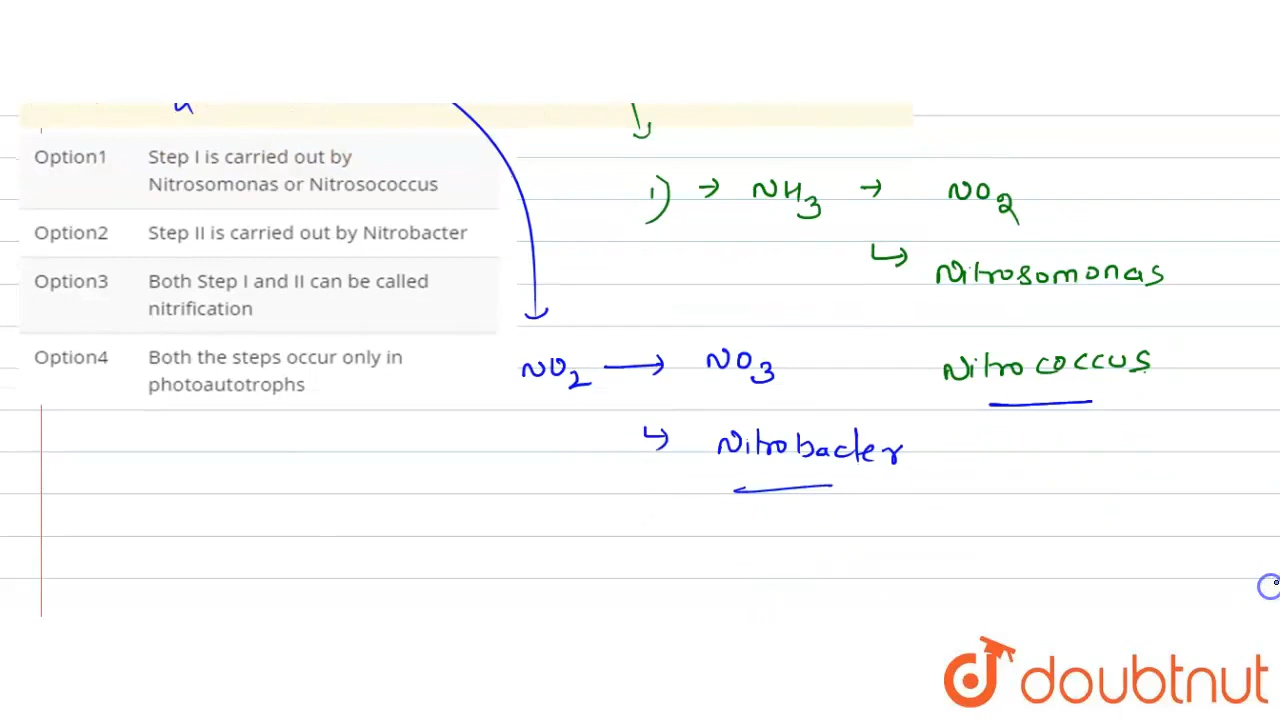 Option1 Step I is carried out by
Nitrosomonas or Nitrosococcus
Option2 Step II is carried out by Nitrobacter
Option3 Both Step I and II can be called
nitrification
Option4 Both the steps occur only in
photoautotrophs
1) → NH3 → NO2
↳ Nitrosomonas
Nitrococcus
NO2 → NO3
↳ Nitrobacter
doubtnut